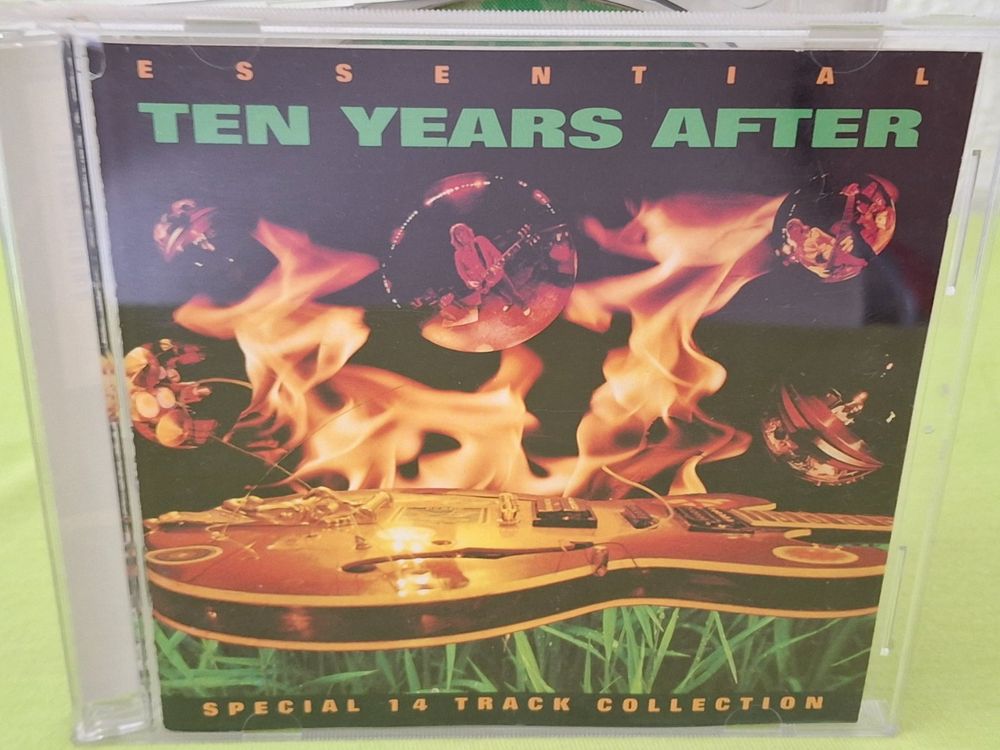 ESSENTIAL
TEN YEARS AFTER
SPECIAL 14 TRACK COLLECTION